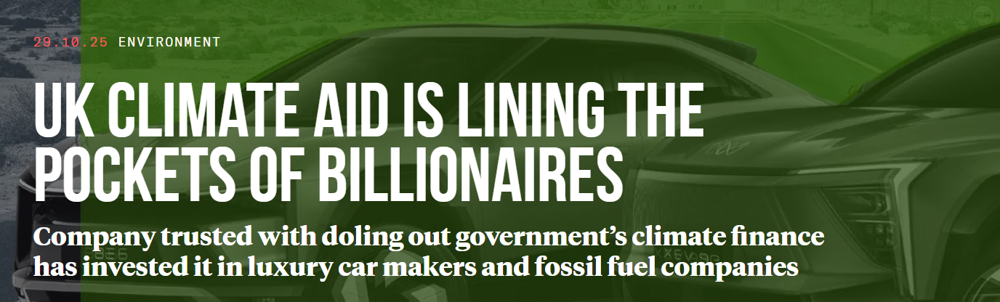 29.10.25 ENVIRONMENT
UK CLIMATE AID IS LINING THE
POCKETS OF BILLIONAIRES
Company trusted with doling out government’s climate finance
has invested it in luxury car makers and fossil fuel companies